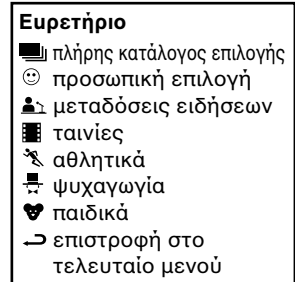 Ευρετήριο
πλήρης κατάλογος επιλογής
προσωπική επιλογή
μεταδόσεις ειδήσεων
ταινίες
αθλητικά
ψυχαγωγία
παιδικά
επιστροφή στο
τελευταίο μενού